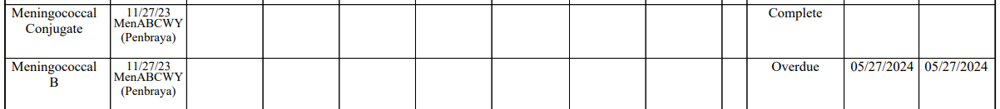 Meningococcal Conjugate 11/27/23 MenABCWY (Penbraya) Complete
Meningococcal B 11/27/23 MenABCWY (Penbraya) Overdue 05/27/2024 05/27/2024